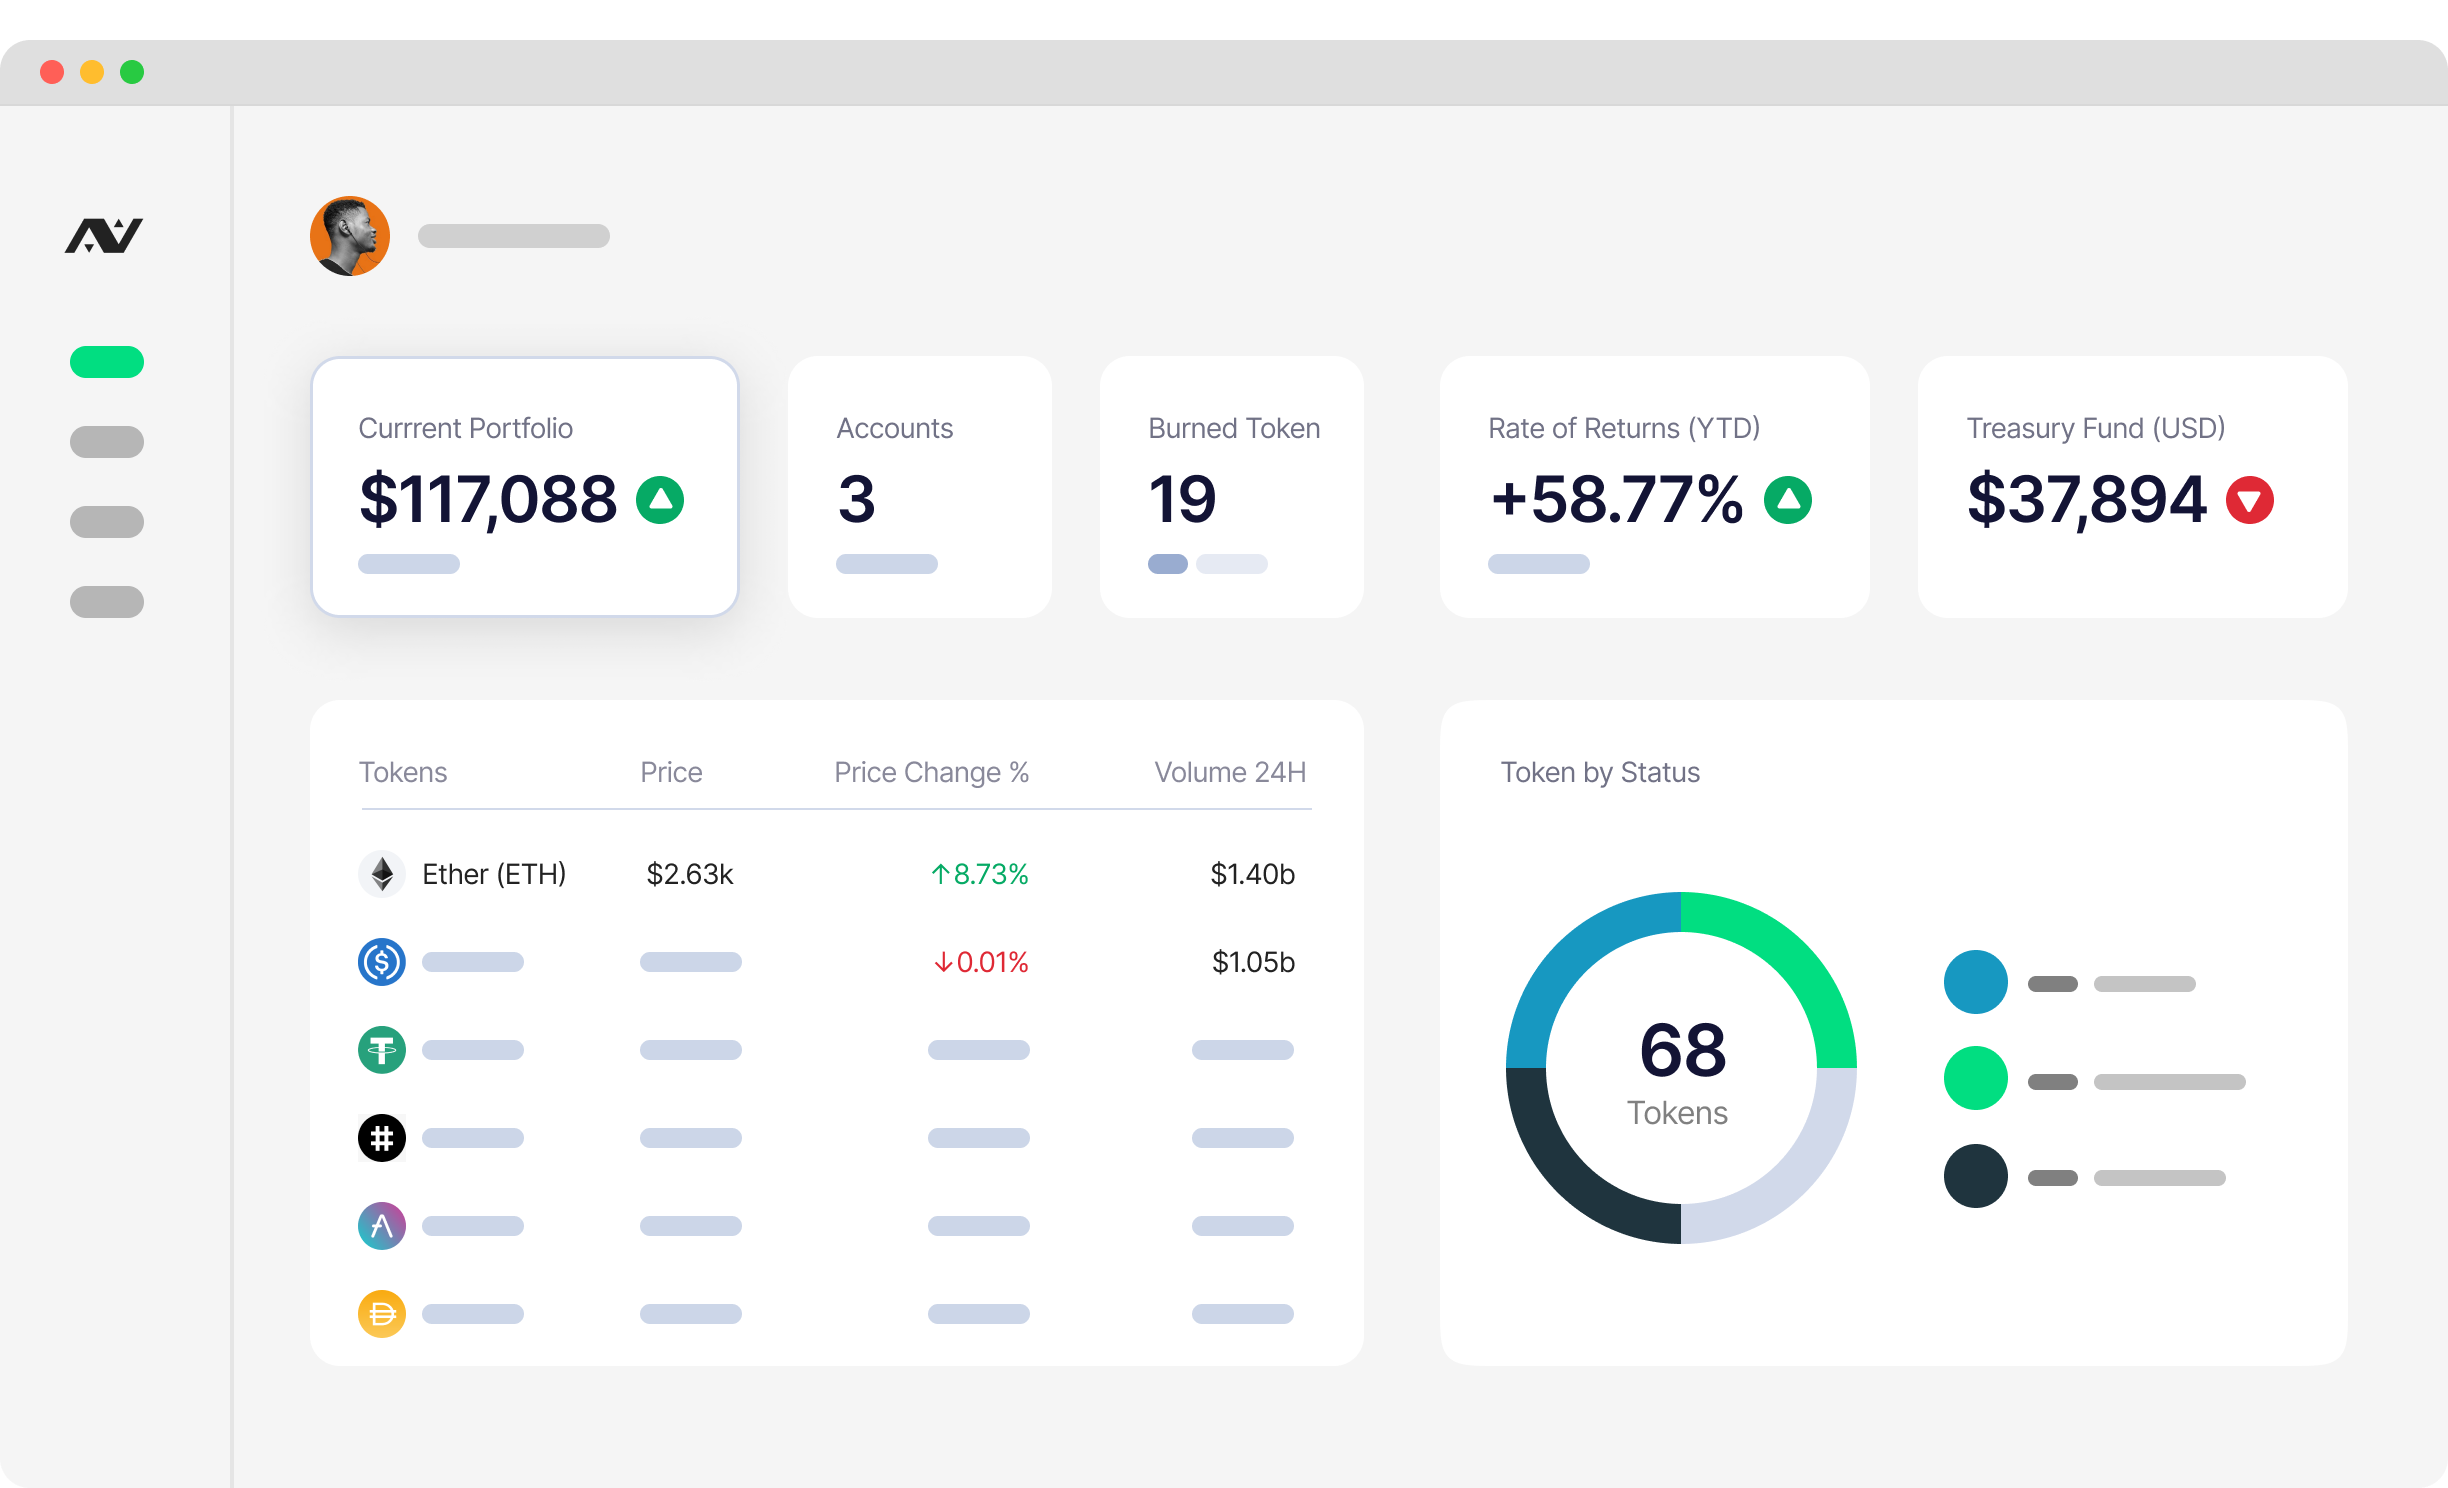 Currrent Portfolio
$117,088
Accounts
3
Burned Token
19
Rate of Returns (YTD)
+58.77%
Treasury Fund (USD)
$37,894
Tokens Price Price Change % Volume 24H
Ether (ETH) $2.63k ↑8.73% $1.40b
↓0.01% $1.05b
Token by Status
68
Tokens